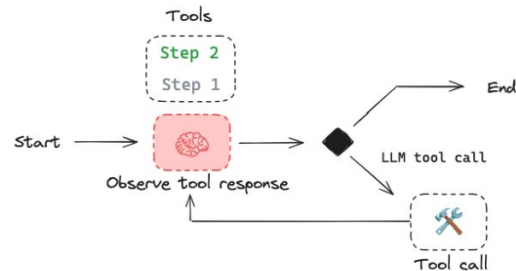 Tools
Step 2
Step 1
Start
End
LLM tool call
Observe tool response
Tool call